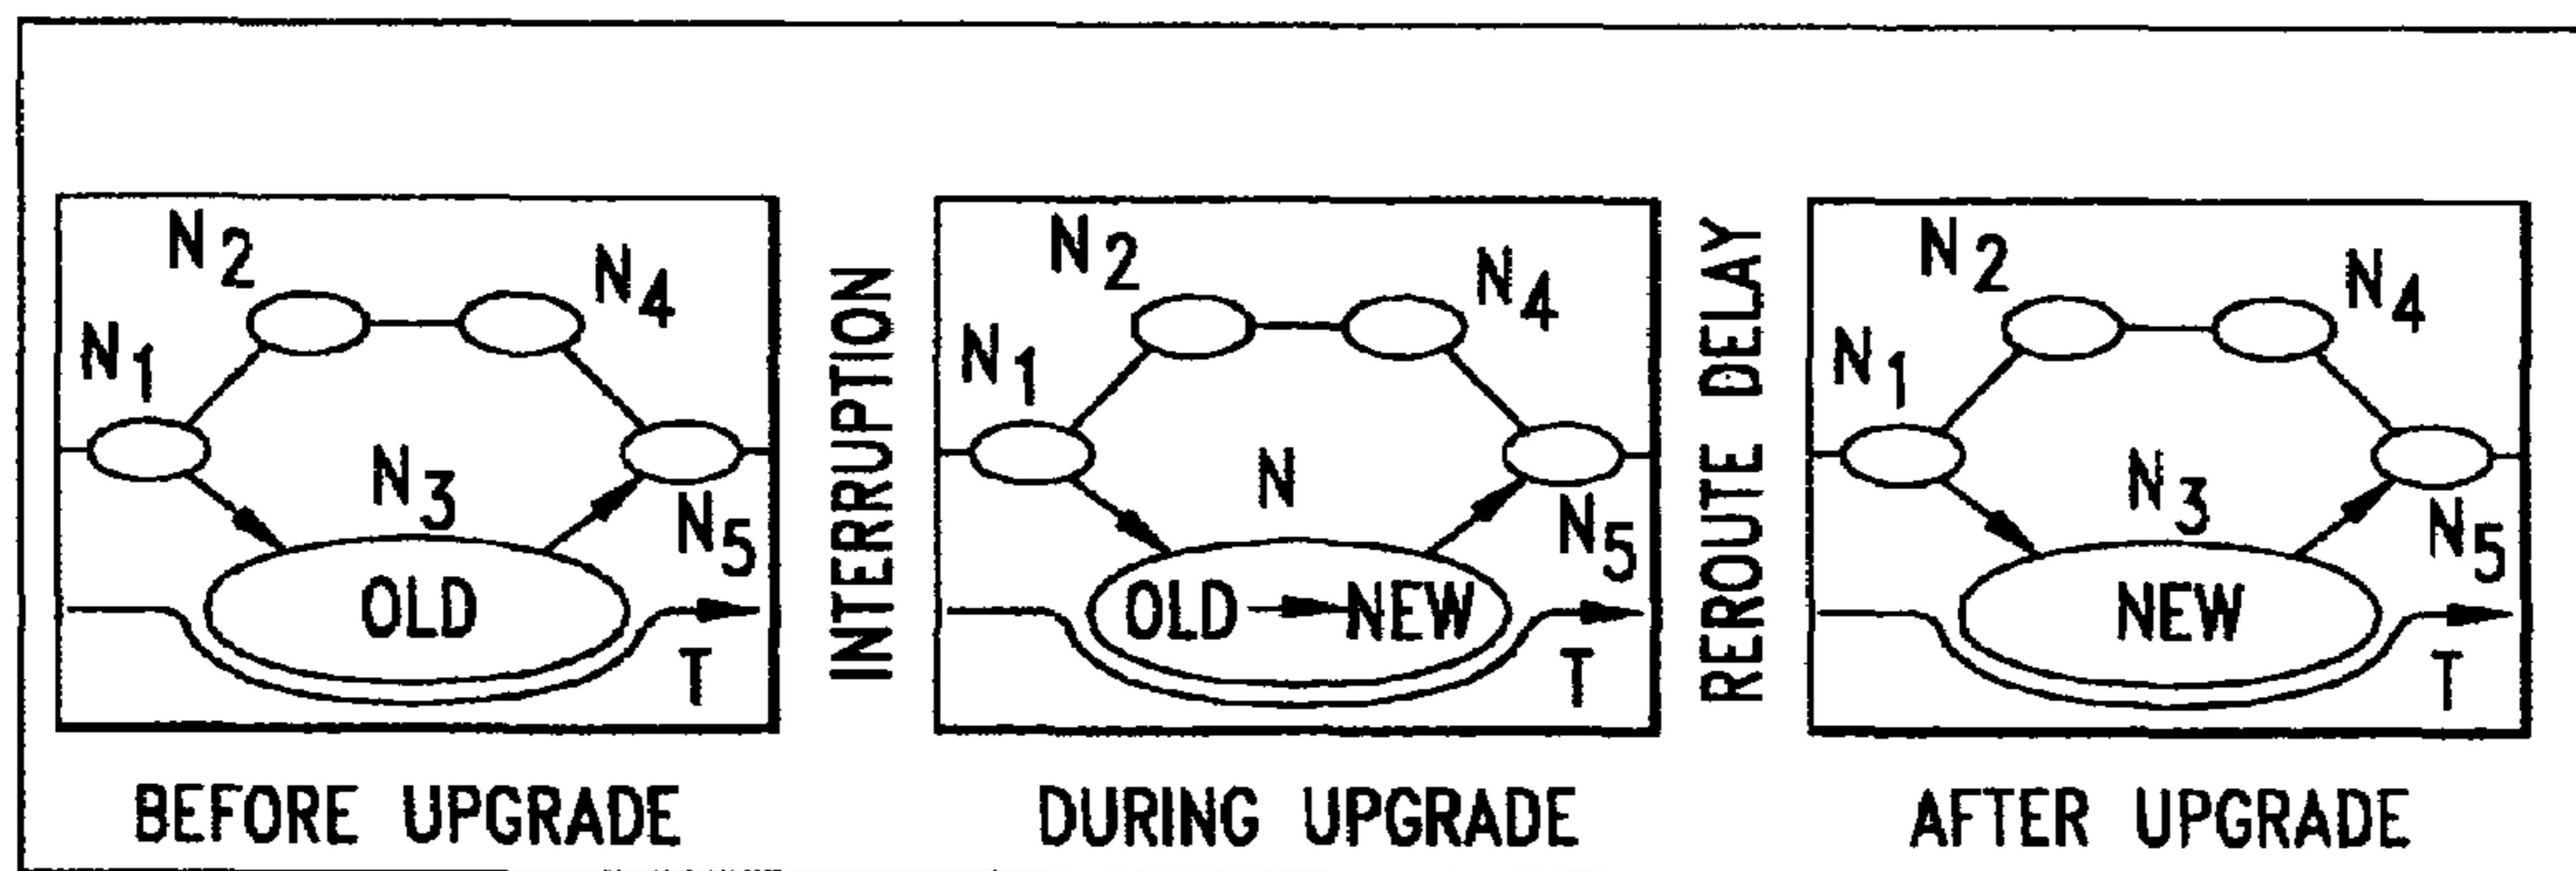 N2
N4
N1
N3
N5
OLD
T
BEFORE UPGRADE
INTERRUPTION
N2
N4
N1
N
N5
OLD NEW
T
DURING UPGRADE
REROUTE DELAY
N2
N4
N1
N3
N5
NEW
T
AFTER UPGRADE